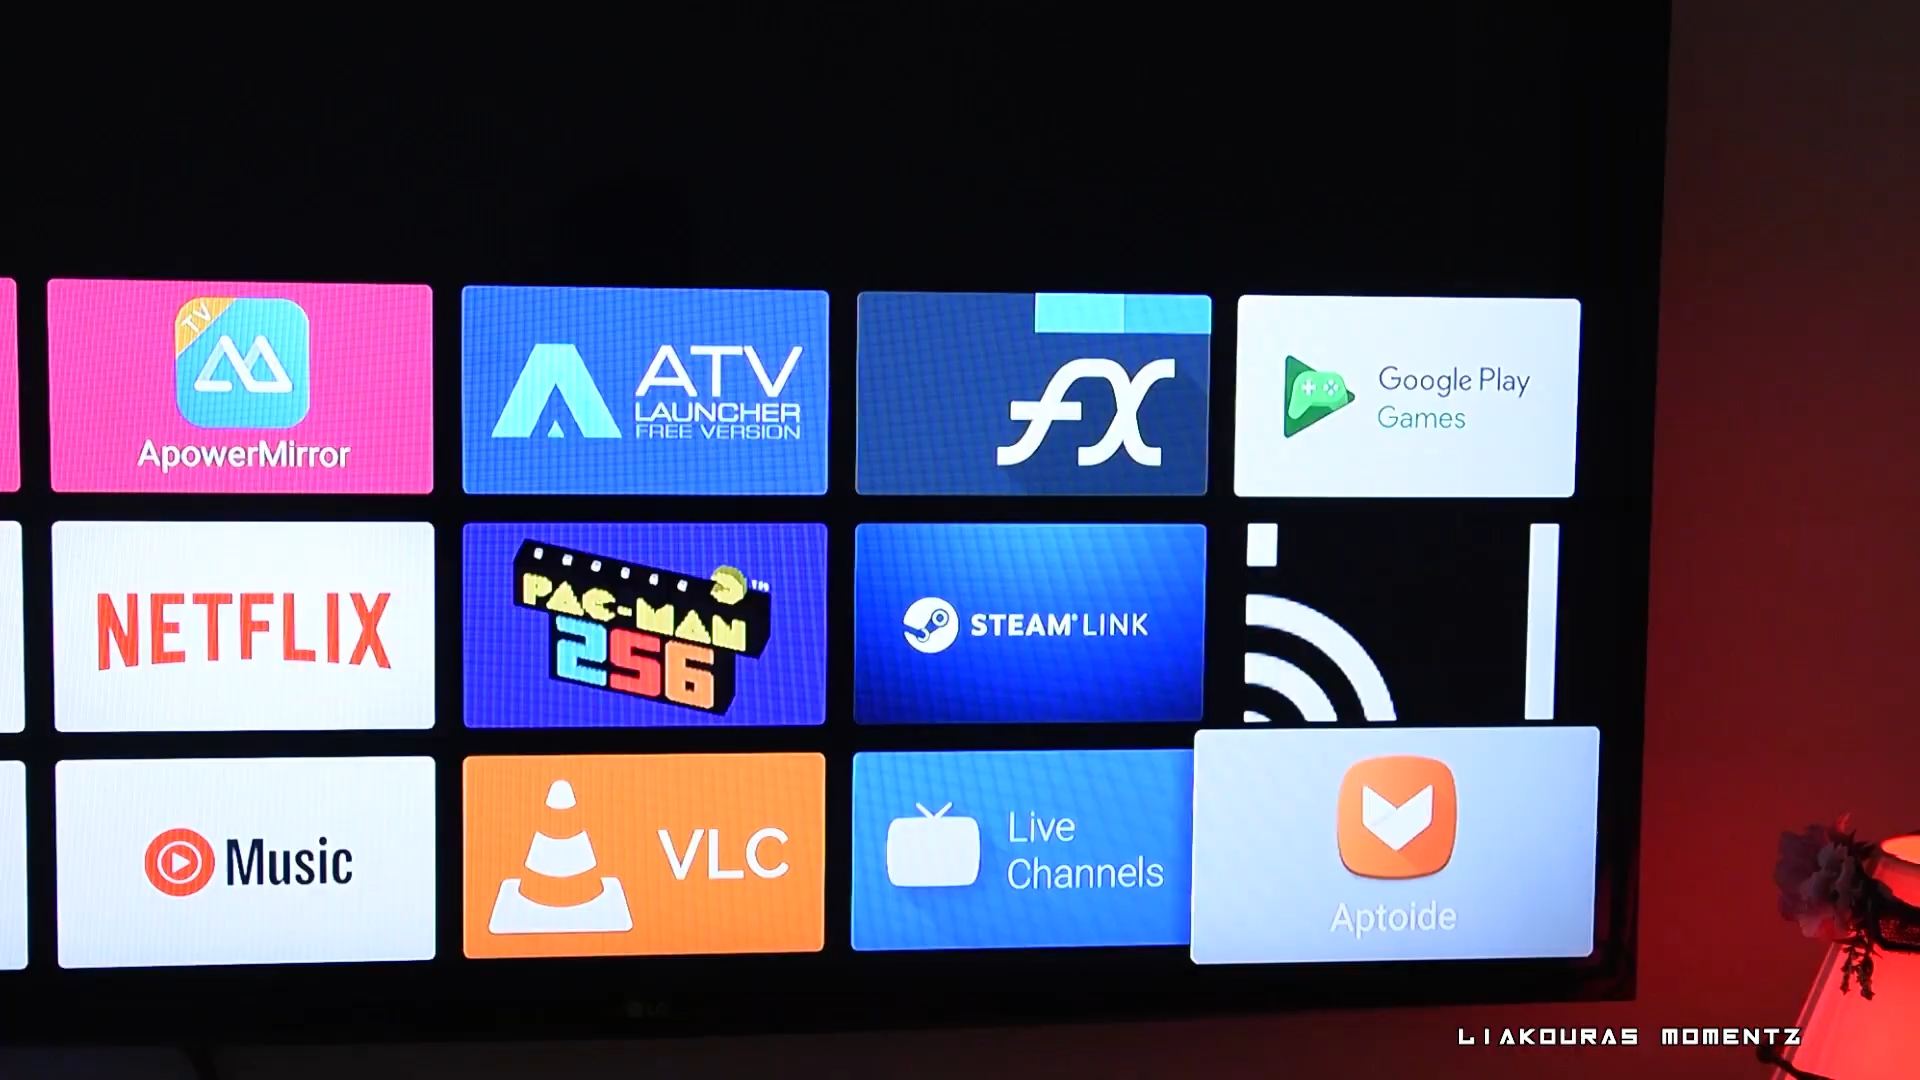 TV
ApowerMirror
ATV
LAUNCHER
FREE VERSION
fX
Google Play
Games
NETFLIX
PAC-MAN
256
TM
STEAM® LINK
Music
VLC
Live
Channels
Aptoide
LG
LIAKOURAS MOMENTZ